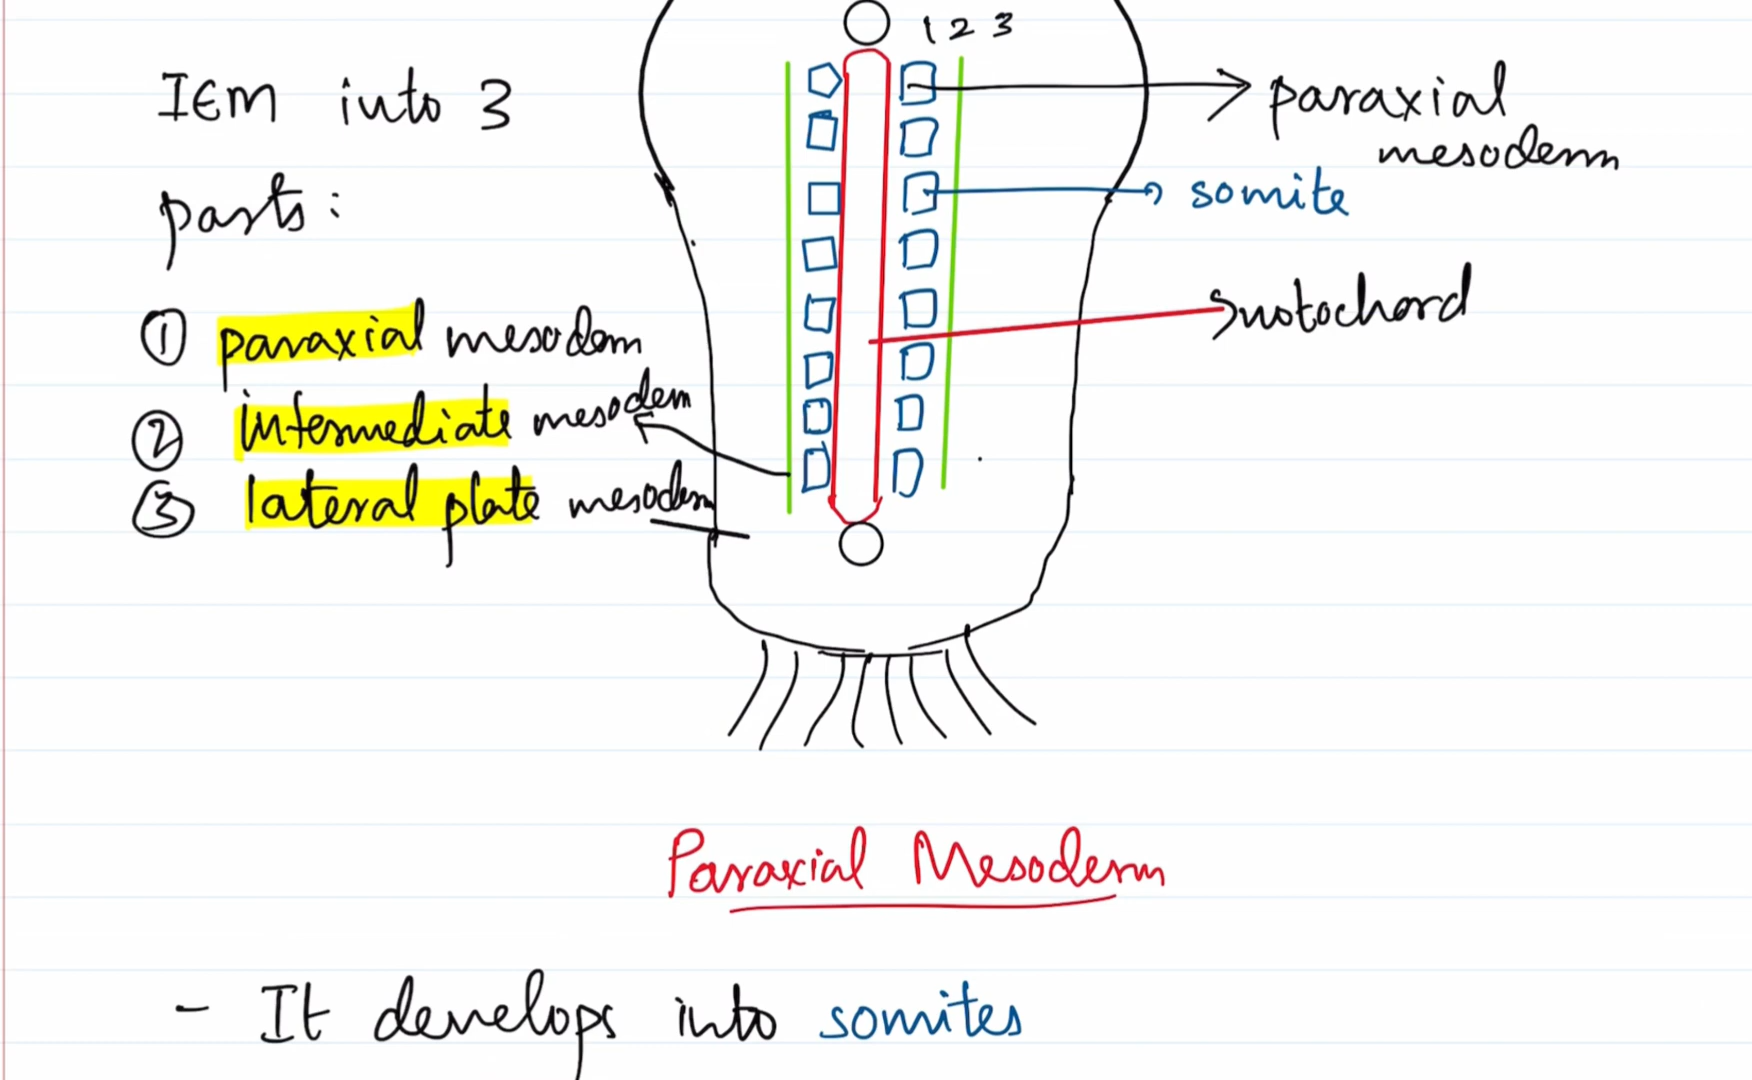 1 2 3
IEM into 3
parts:
① paraxial mesoderm
② intermediate mesoderm
③ lateral plate mesoderm
paraxial
mesoderm
somite
notochord
Paraxial Mesoderm
- It develops into somites